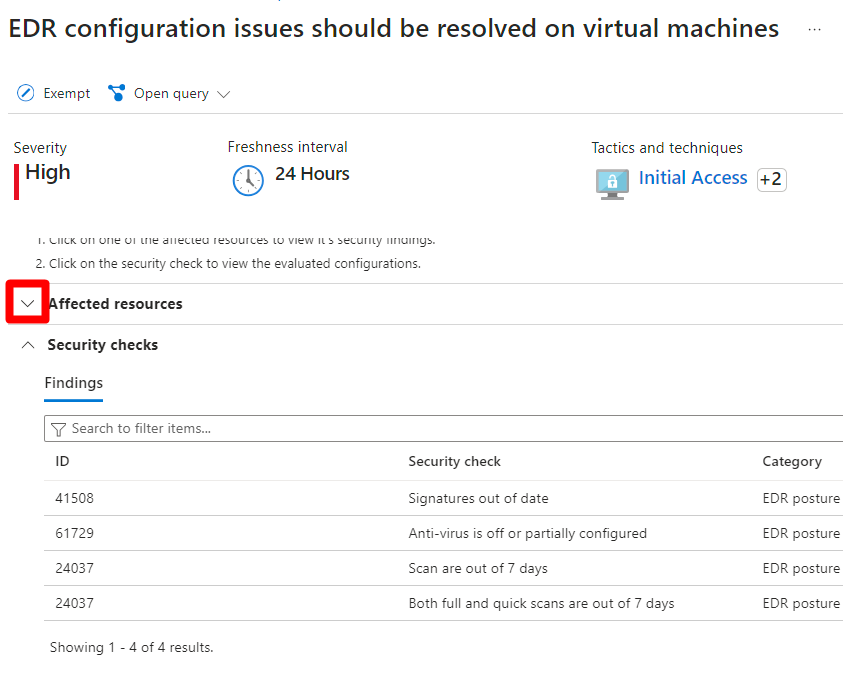 EDR configuration issues should be resolved on virtual machines ...
Exempt Open query
Severity Freshness interval Tactics and techniques
High 24 Hours Initial Access +2
1. Click on one of the affected resources to view it's security findings.
2. Click on the security check to view the evaluated configurations.
Affected resources
Security checks
Findings
Search to filter items...
ID Security check Category
41508 Signatures out of date EDR posture
61729 Anti-virus is off or partially configured EDR posture
24037 Scan are out of 7 days EDR posture
24037 Both full and quick scans are out of 7 days EDR posture
Showing 1 - 4 of 4 results.